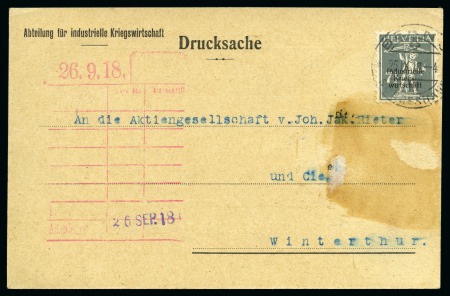 Abteilung für industrielle Kriegswirtschaft
Drucksache
HELVETIA
industrielle
Kriegs-
wirtschaft
26.9.18.
An die Aktiengesellschaft v.Joh.Jak.Rieter
und Cie.
26 SEP. 18
Winterthur.